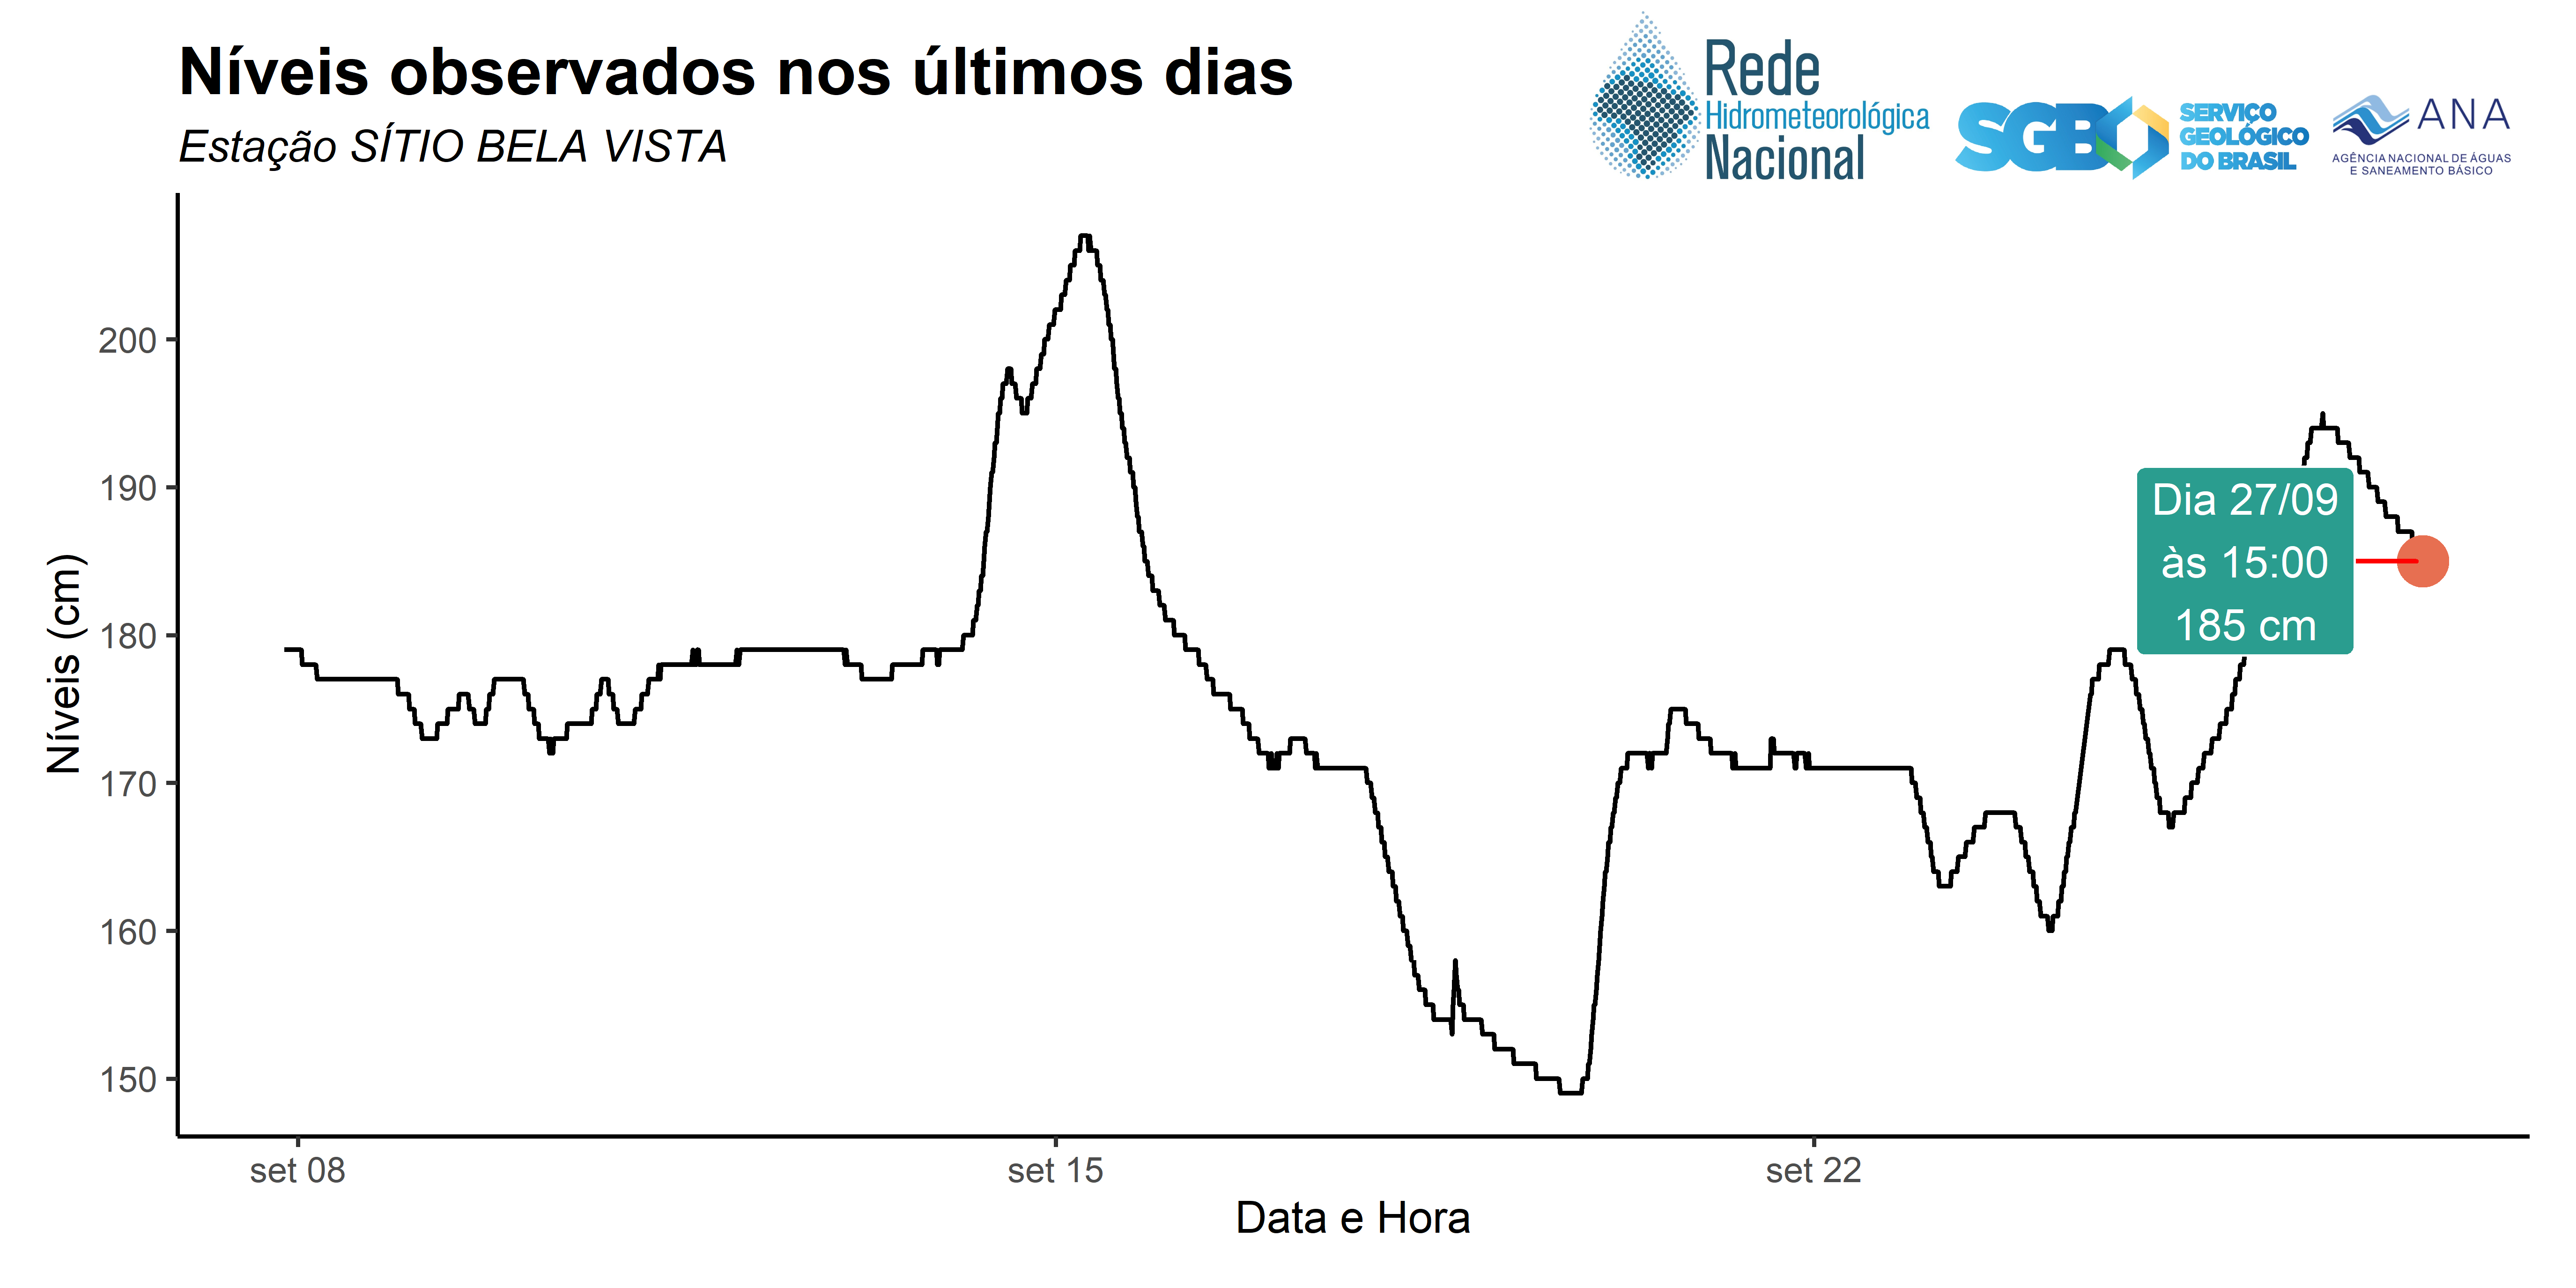 Níveis observados nos últimos dias
Estação SÍTIO BELA VISTA
Rede
Hidrometeorológica
Nacional
SGB
SERVIÇO
GEOLÓGICO
DO BRASIL
ANA
AGÊNCIA NACIONAL DE ÁGUAS
E SANEAMENTO BÁSICO
Níveis (cm)
200
190
180
170
160
150
Dia 27/09
às 15:00
185 cm
set 08
set 15
set 22
Data e Hora